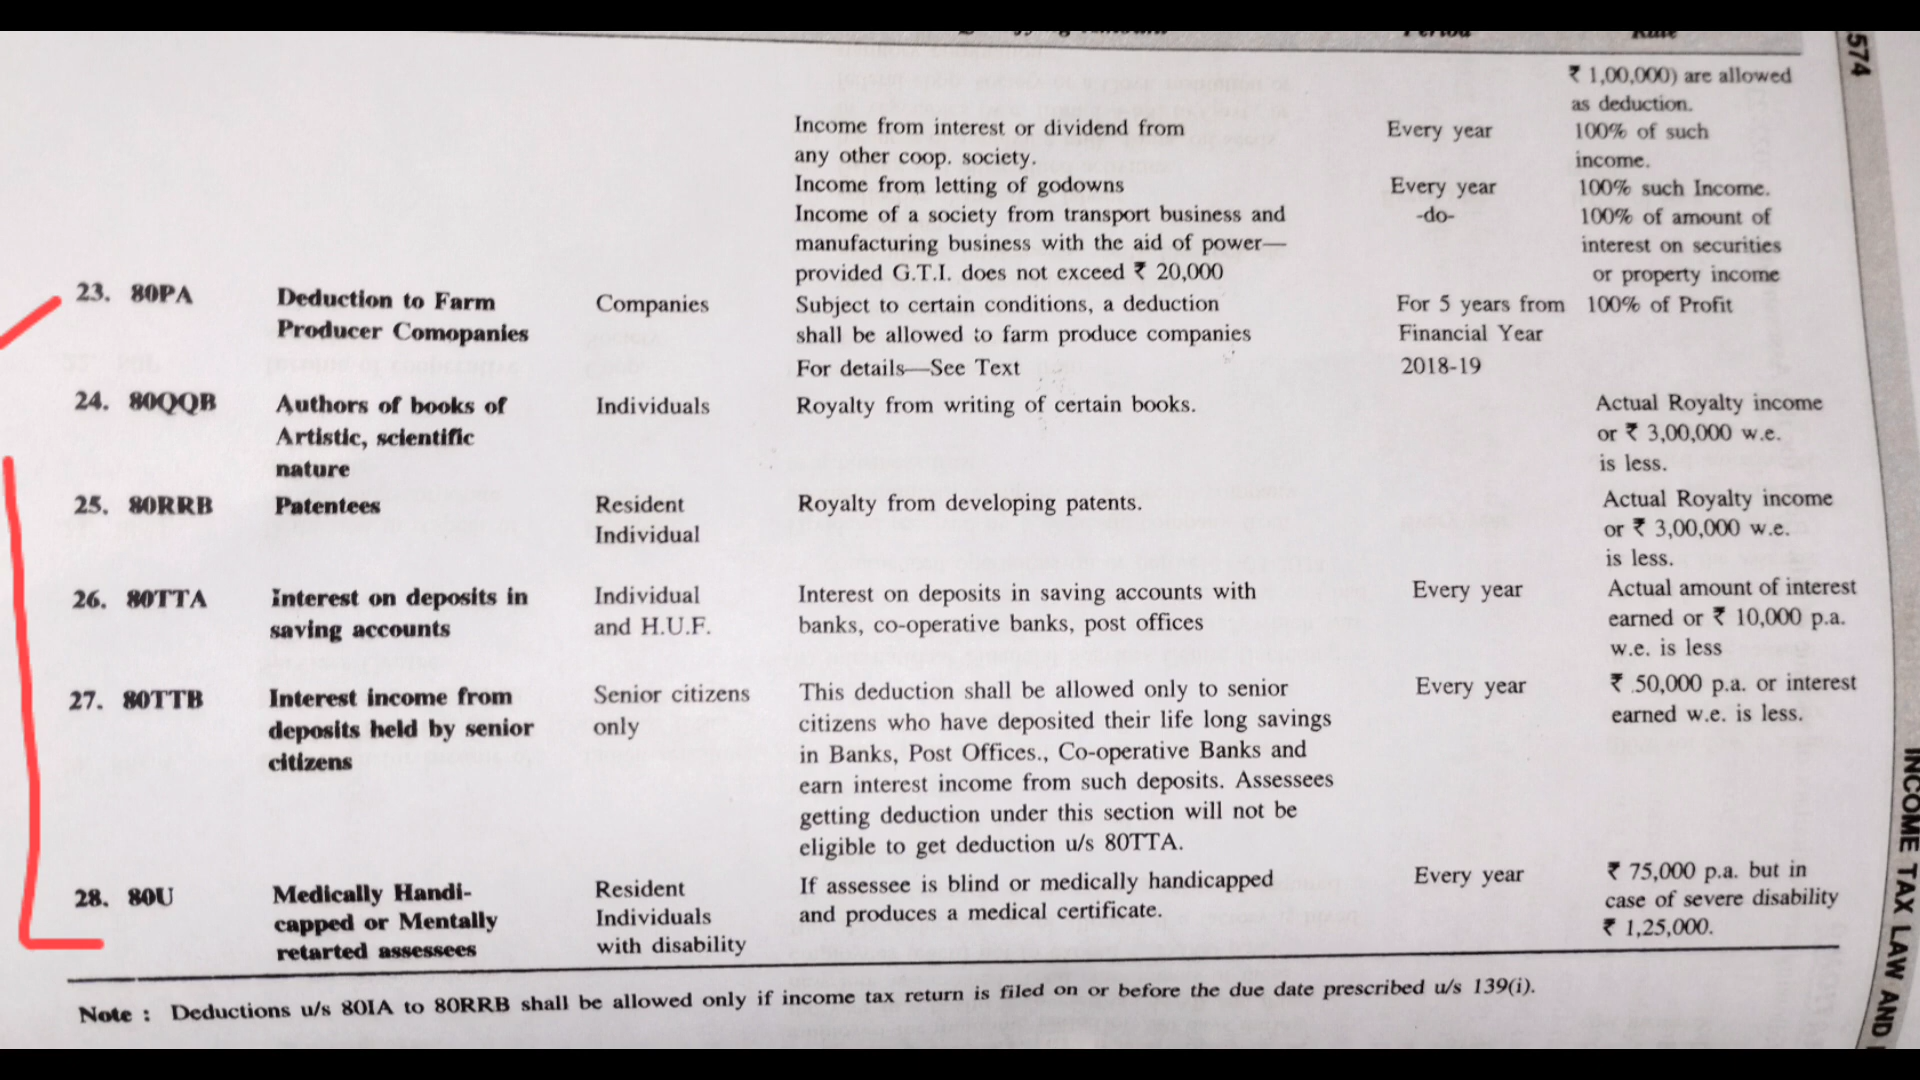 Period Rate
574
₹ 1,00,000) are allowed
as deduction.
Income from interest or dividend from Every year 100% of such
any other coop. society. income.
Income from letting of godowns Every year 100% such Income.
Income of a society from transport business and -do- 100% of amount of
manufacturing business with the aid of power— interest on securities
provided G.T.I. does not exceed ₹ 20,000 or property income
23. 80PA Deduction to Farm Companies Subject to certain conditions, a deduction For 5 years from 100% of Profit
Producer Comopanies shall be allowed to farm produce companies Financial Year
For details—See Text 2018-19
24. 80QQB Authors of books of Individuals Royalty from writing of certain books. Actual Royalty income
Artistic, scientific or ₹ 3,00,000 w.e.
nature is less.
25. 80RRB Patentees Resident Royalty from developing patents. Actual Royalty income
Individual or ₹ 3,00,000 w.e.
is less.
26. 80TTA Interest on deposits in Individual Interest on deposits in saving accounts with Every year Actual amount of interest
saving accounts and H.U.F. banks, co-operative banks, post offices earned or ₹ 10,000 p.a.
w.e. is less
27. 80TTB Interest income from Senior citizens This deduction shall be allowed only to senior Every year ₹ 50,000 p.a. or interest
deposits held by senior only citizens who have deposited their life long savings earned w.e. is less.
citizens in Banks, Post Offices., Co-operative Banks and
earn interest income from such deposits. Assessees
getting deduction under this section will not be
eligible to get deduction u/s 80TTA.
28. 80U Medically Handi- Resident If assessee is blind or medically handicapped Every year ₹ 75,000 p.a. but in
capped or Mentally Individuals and produces a medical certificate. case of severe disability
retarted assessees with disability ₹ 1,25,000.
Note : Deductions u/s 80IA to 80RRB shall be allowed only if income tax return is filed on or before the due date prescribed u/s 139(i).
INCOME TAX LAW AND